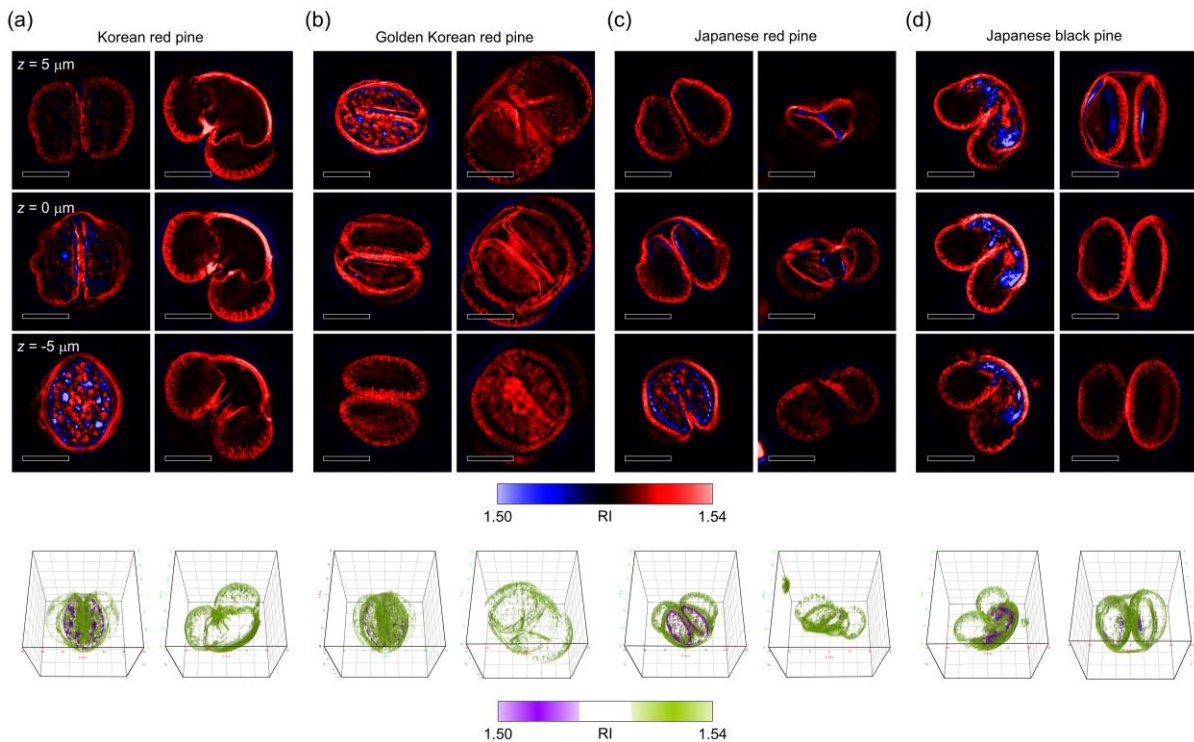 (a) (b) (c) (d)
Korean red pine Golden Korean red pine Japanese red pine Japanese black pine
z = 5 μm
z = 0 μm
z = -5 μm
1.50 RI 1.54
1.50 RI 1.54